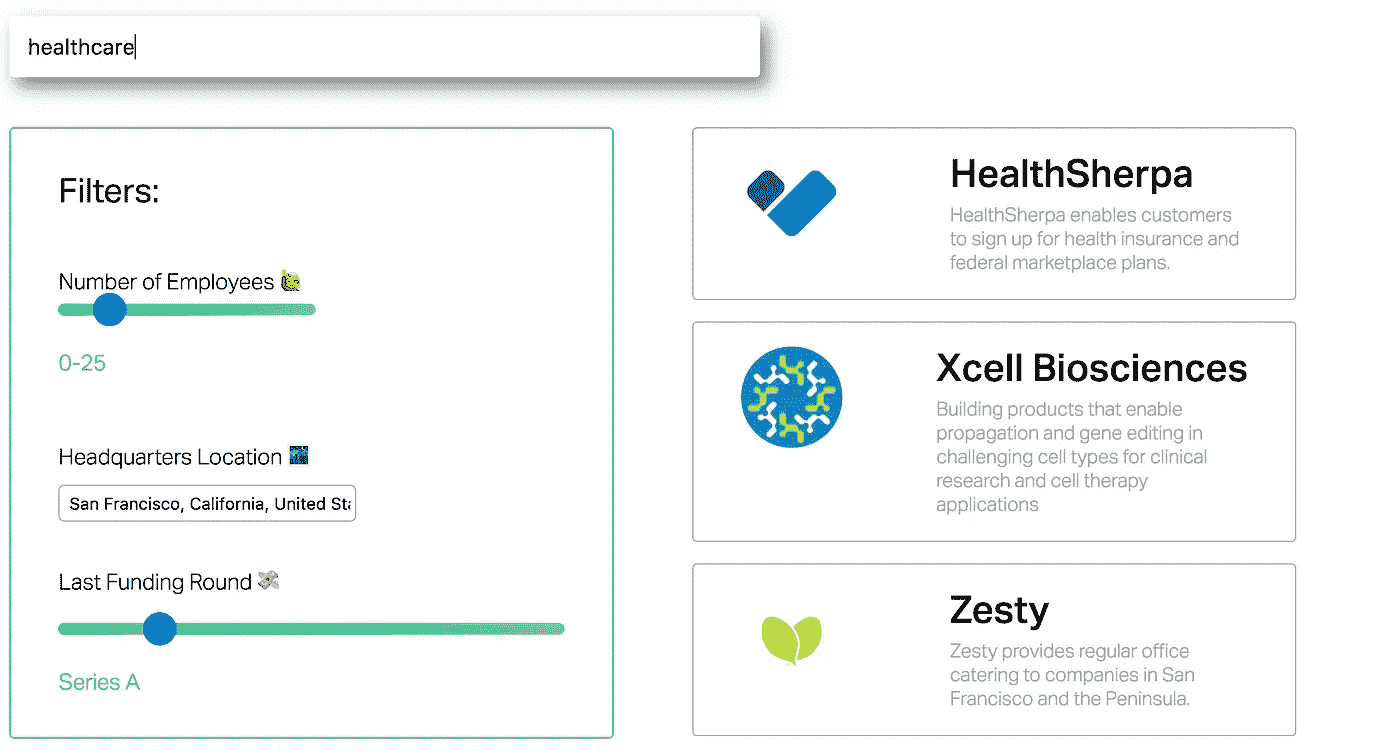 healthcare
Filters:
Number of Employees
0-25
Headquarters Location
San Francisco, California, United
Last Funding Round
Series A
HealthSherpa
HealthSherpa enables customers
to sign up for health insurance and
federal marketplace plans.
Xcell Biosciences
Building products that enable
propagation and gene editing in
challenging cell types for clinical
research and cell therapy
applications
Zesty
Zesty provides regular office
catering to companies in San
Francisco and the Peninsula.